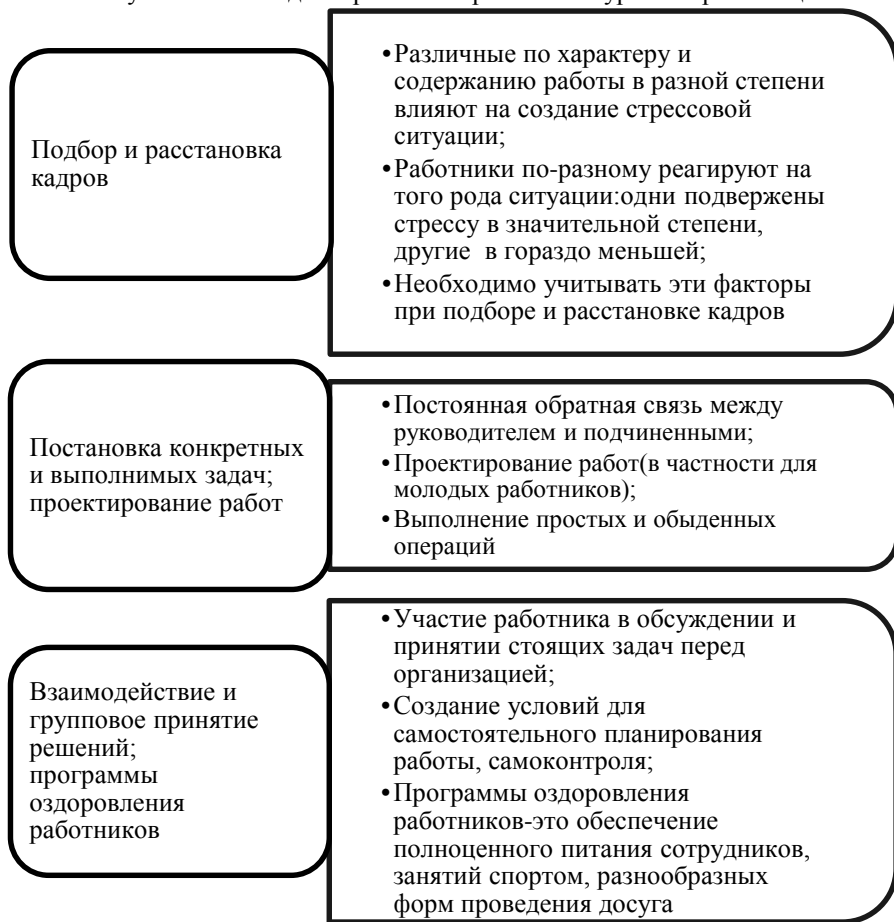 Подбор и расстановка
кадров
•Различные по характеру и
содержанию работы в разной степени
влияют на создание стрессовой
ситуации;
•Работники по-разному реагируют на
того рода ситуации:одни подвержены
стрессу в значительной степени,
другие в гораздо меньшей;
•Необходимо учитывать эти факторы
при подборе и расстановке кадров
Постановка конкретных
и выполнимых задач;
проектирование работ
•Постоянная обратная связь между
руководителем и подчиненными;
•Проектирование работ(в частности для
молодых работников);
•Выполнение простых и обыденных
операций
Взаимодействие и
групповое принятие
решений;
программы
оздоровления
работников
•Участие работника в обсуждении и
принятии стоящих задач перед
организацией;
•Создание условий для
самостоятельного планирования
работы, самоконтроля;
•Программы оздоровления
работников-это обеспечение
полноценного питания сотрудников,
занятий спортом, разнообразных
форм проведения досуга